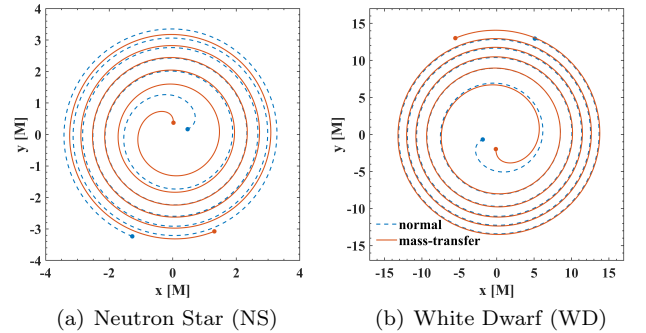 4
3
2
1
0
-1
-2
-3
-4
y [M]
-4 -2 0 2 4
x [M]
(a) Neutron Star (NS)
15
10
5
0
-5
-10
-15
y [M]
normal
mass-transfer
-15 -10 -5 0 5 10 15
x [M]
(b) White Dwarf (WD)